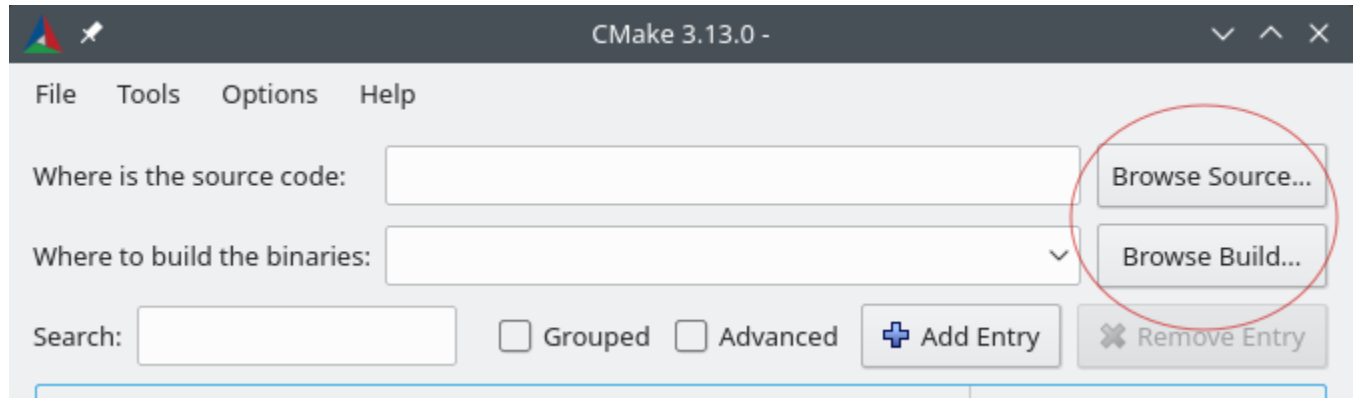 CMake 3.13.0 -
File Tools Options Help
Where is the source code: Browse Source...
Where to build the binaries: Browse Build...
Search: Grouped Advanced Add Entry Remove Entry